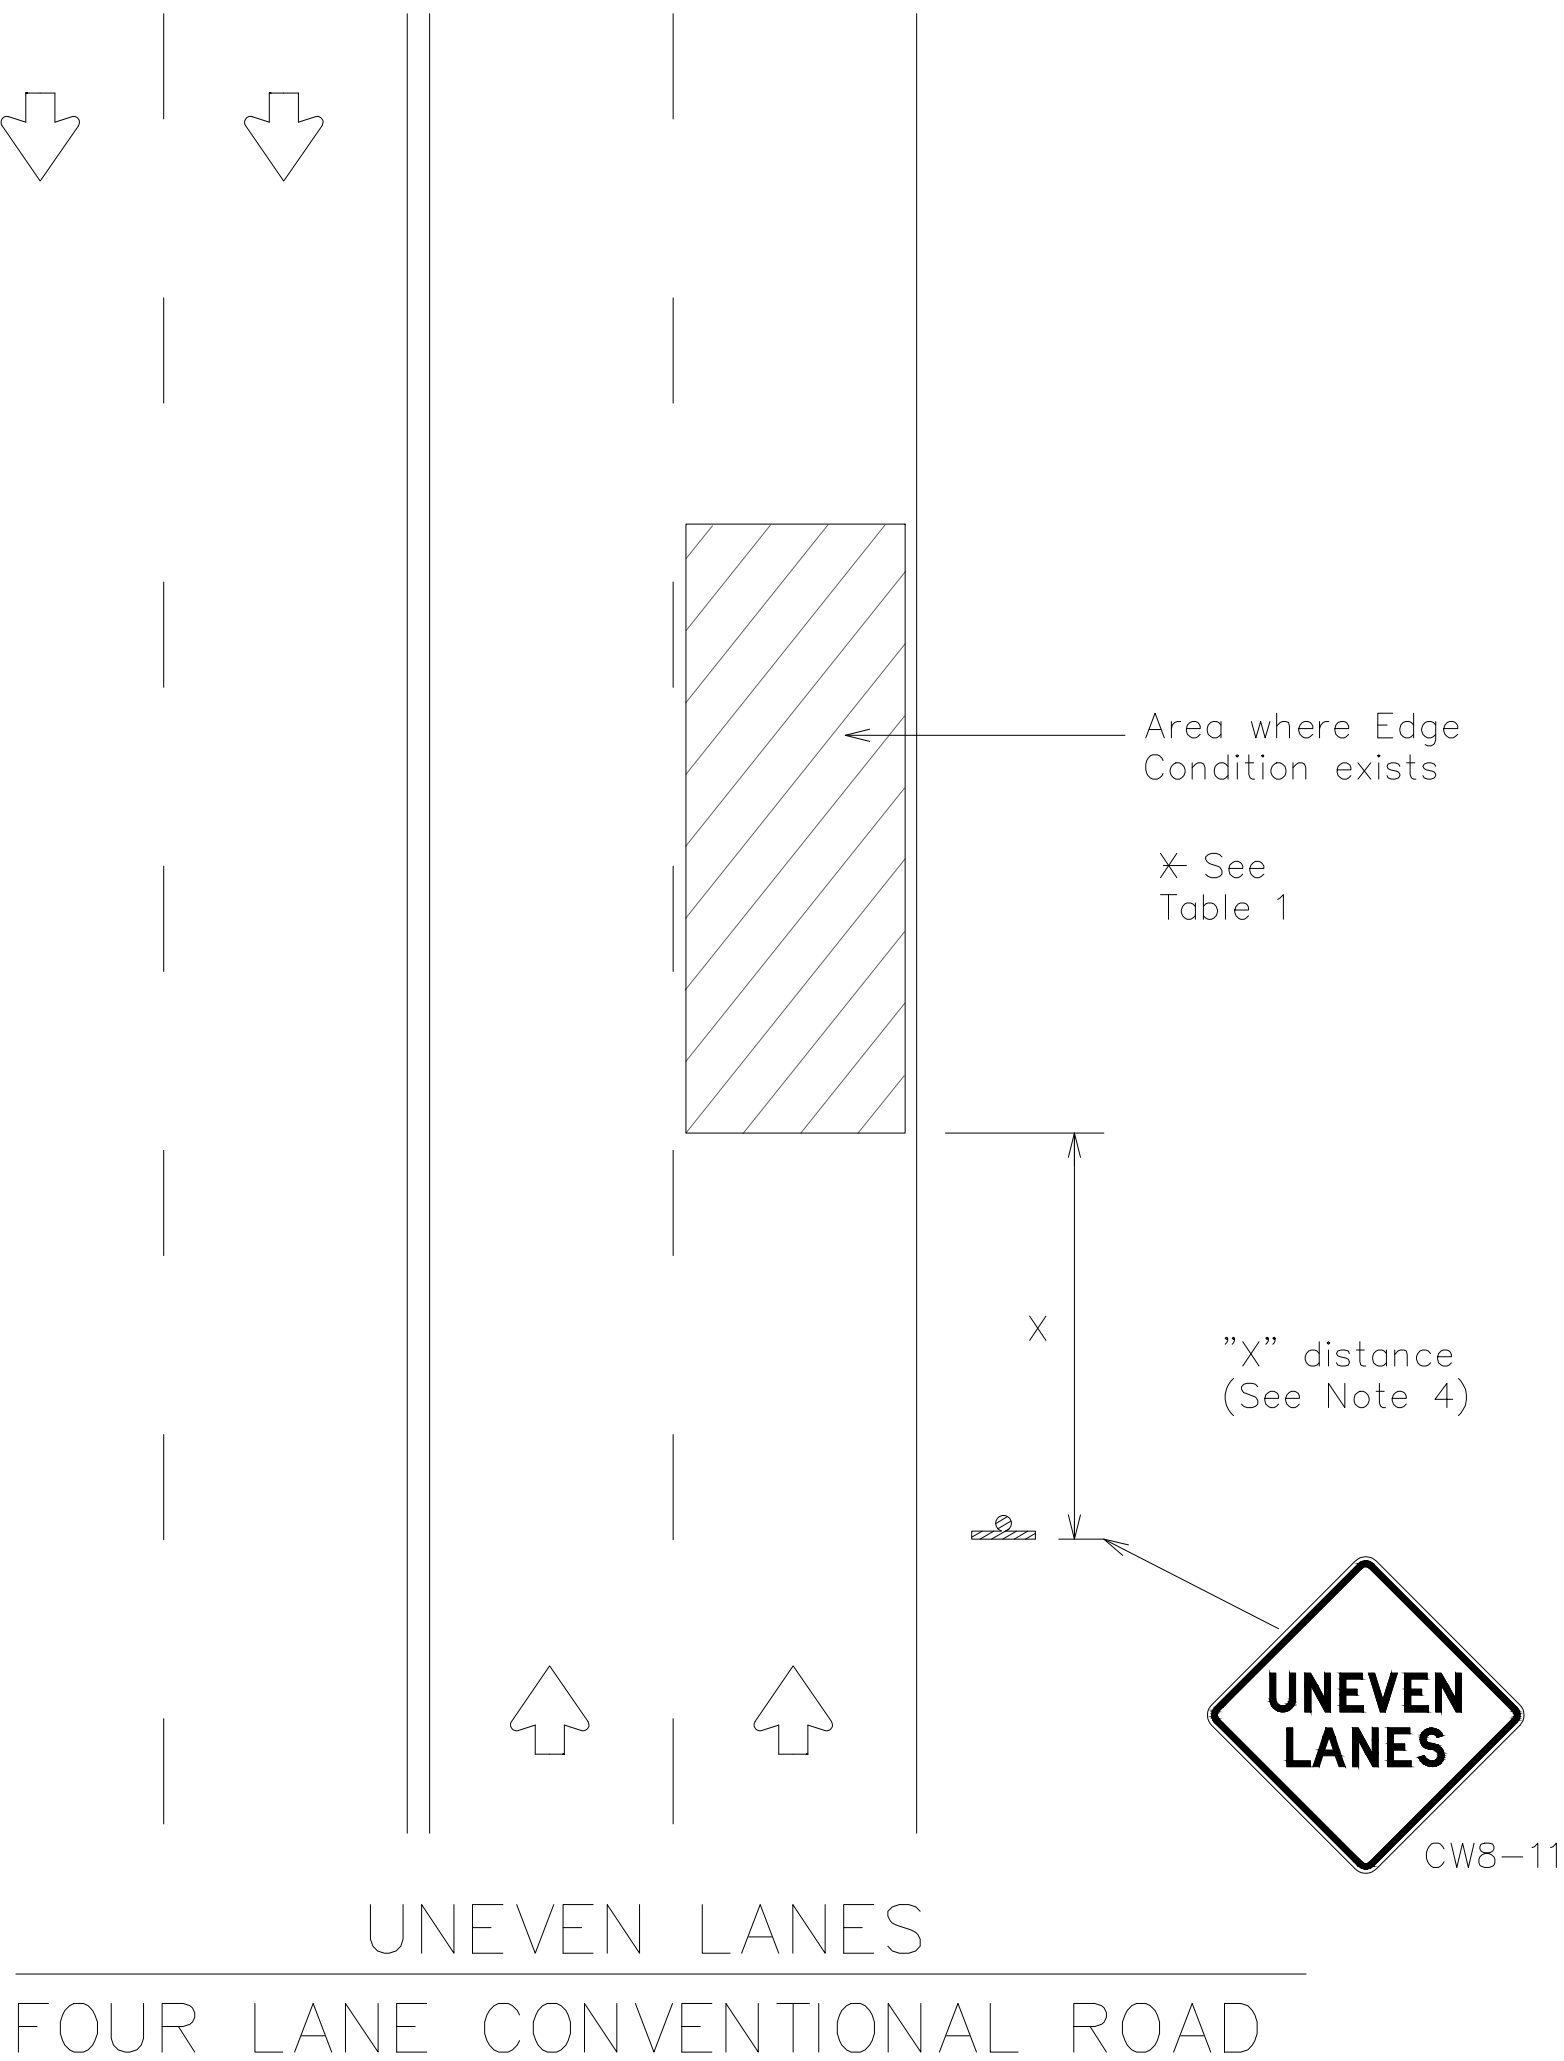 Area where Edge
Condition exists
* See
Table 1
X
"X" distance
(See Note 4)
UNEVEN
LANES
CW8-11
UNEVEN LANES
FOUR LANE CONVENTIONAL ROAD